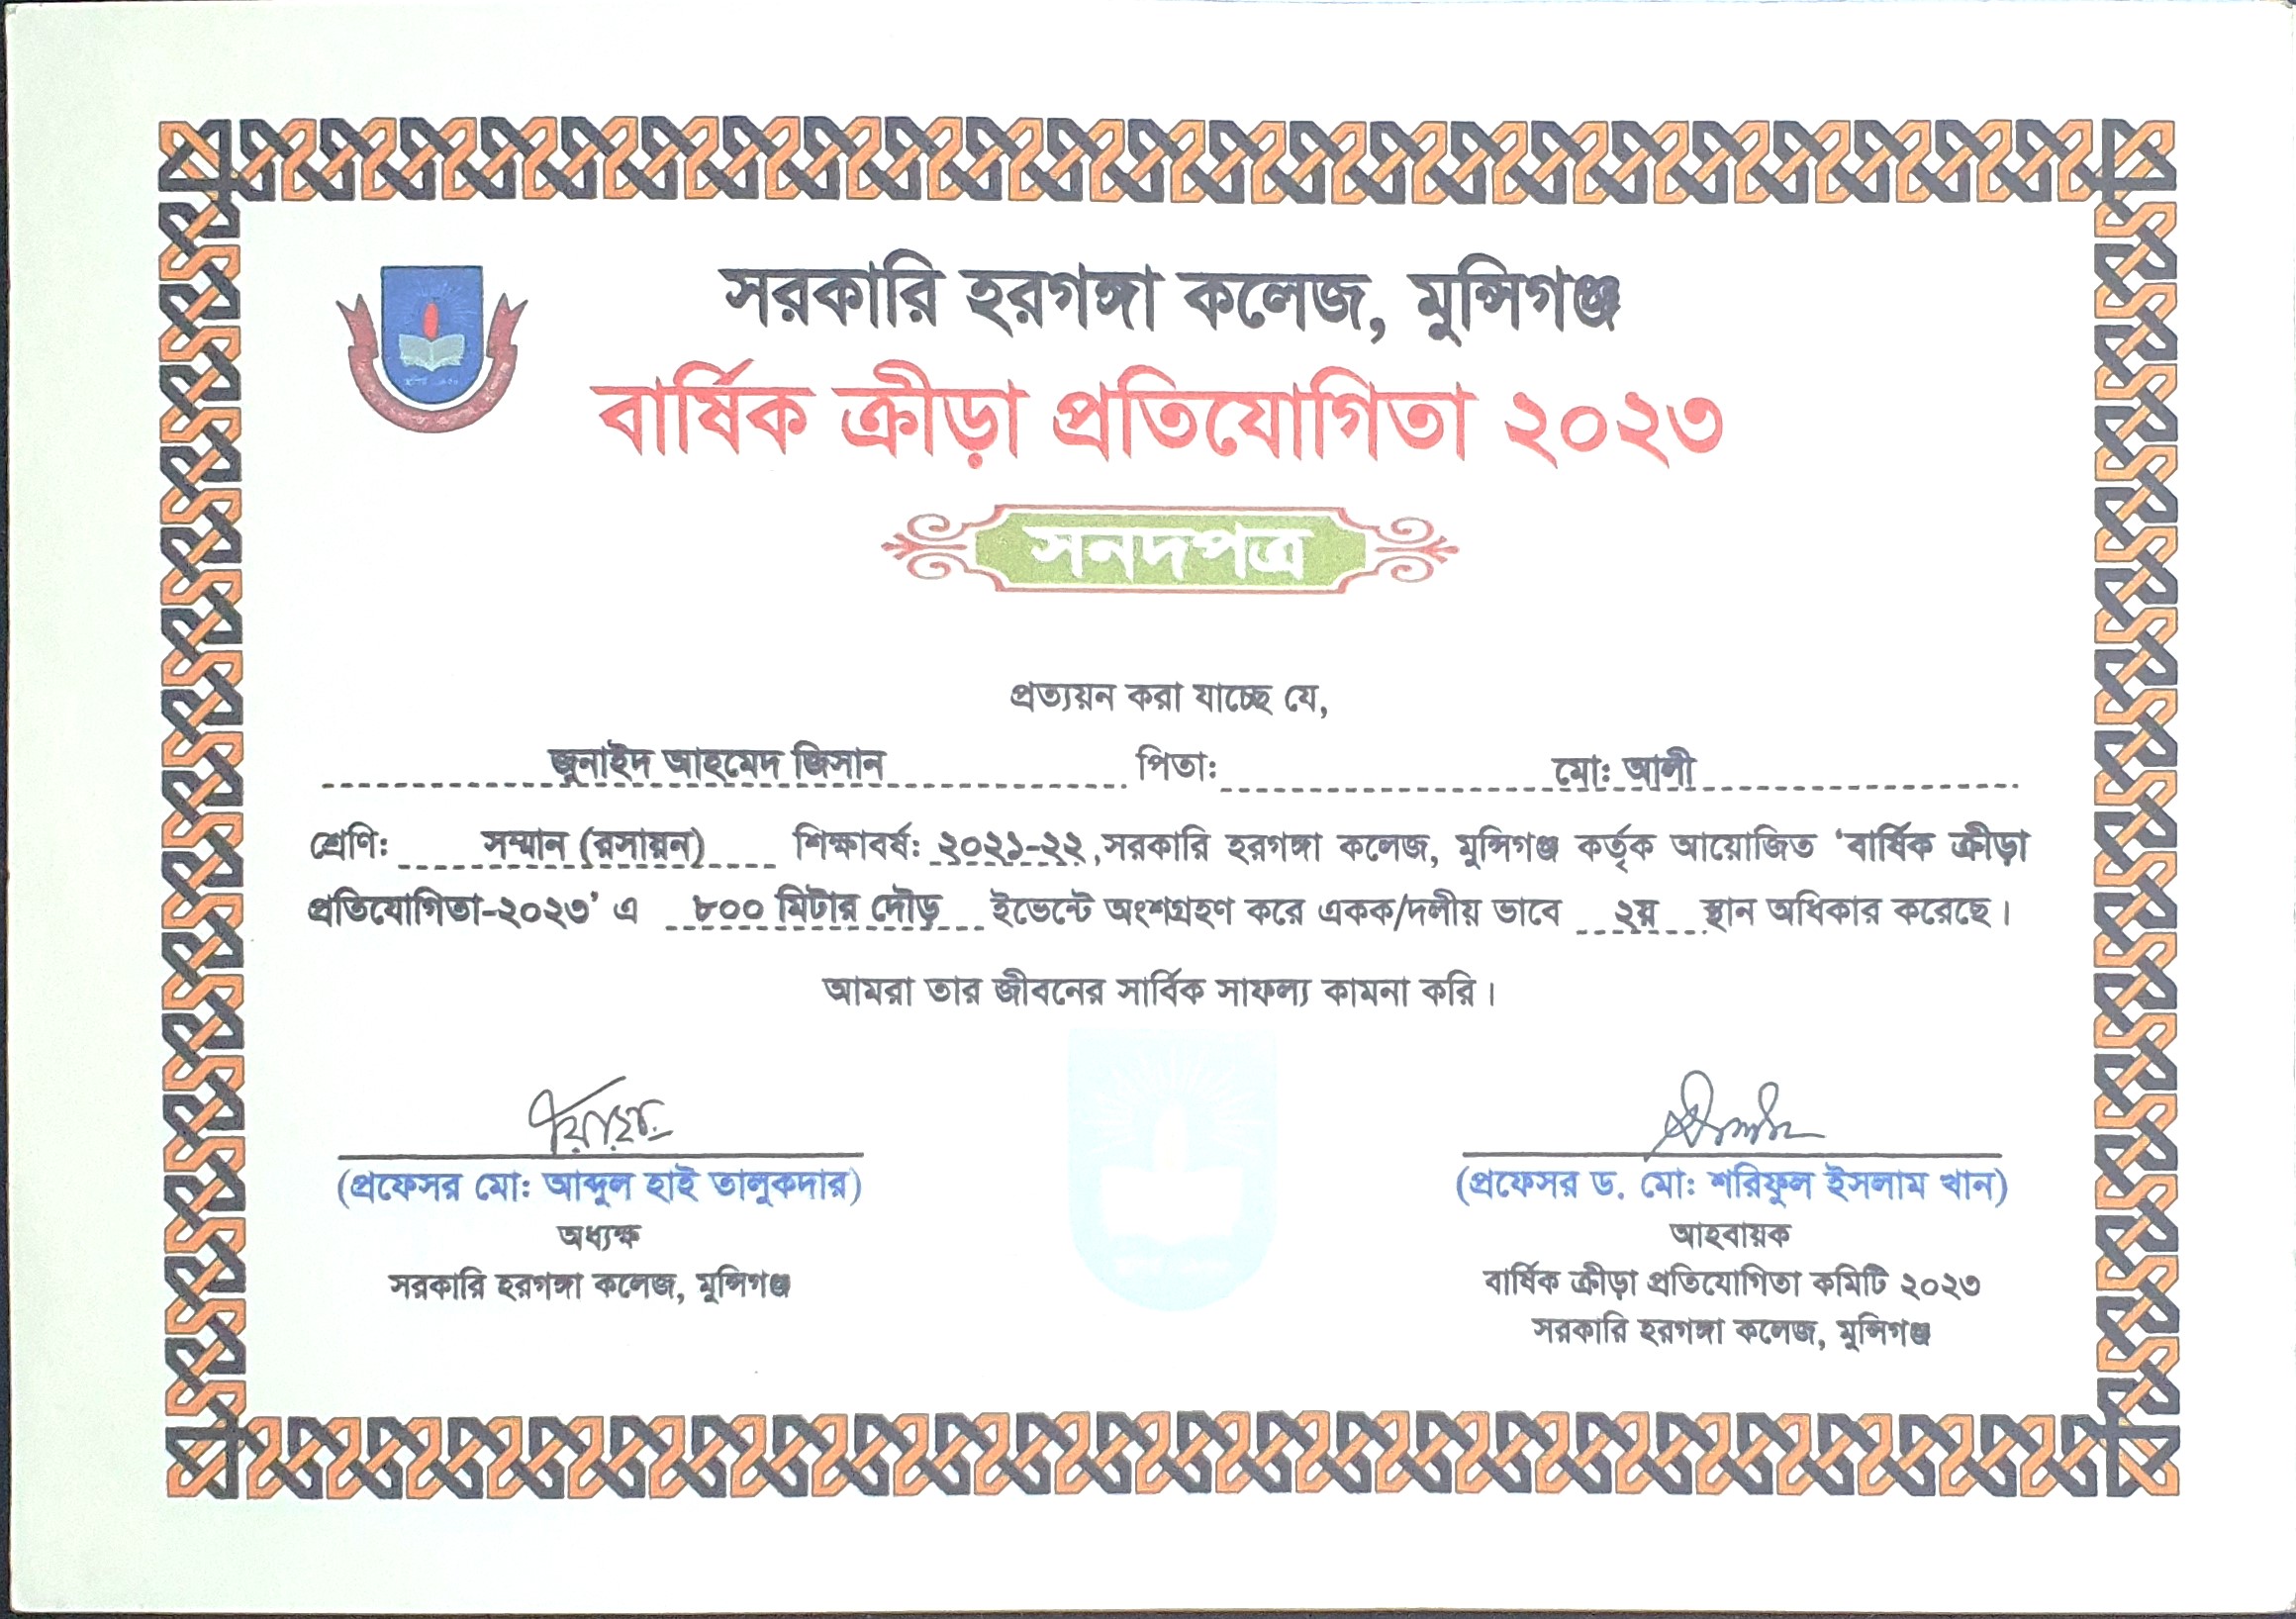 সরকারি হরগঙ্গা কলেজ, মুন্সিগঞ্জ
বার্ষিক ক্রীড়া প্রতিযোগিতা ২০২৩
সনদপত্র
প্রত্যয়ন করা যাচ্ছে যে,
জুনাইদ আহমেদ জিসান পিতা: মো: আলী
শ্রেণি: সম্মান (রসায়ন) শিক্ষাবর্ষ: ২০২১-২২,সরকারি হরগঙ্গা কলেজ, মুন্সিগঞ্জ কর্তৃক আয়োজিত ‘বার্ষিক ক্রীড়া
প্রতিযোগিতা-২০২৩’ এ ৮০০ মিটার দৌড় ইভেন্টে অংশগ্রহণ করে একক/দলীয় ভাবে ২য় স্থান অধিকার করেছে।
আমরা তার জীবনের সার্বিক সাফল্য কামনা করি।
(প্রফেসর মো: আব্দুল হাই তালুকদার)
অধ্যক্ষ
সরকারি হরগঙ্গা কলেজ, মুন্সিগঞ্জ
(প্রফেসর ড. মো: শরিফুল ইসলাম খান)
আহবায়ক
বার্ষিক ক্রীড়া প্রতিযোগিতা কমিটি ২০২৩
সরকারি হরগঙ্গা কলেজ, মুন্সিগঞ্জ